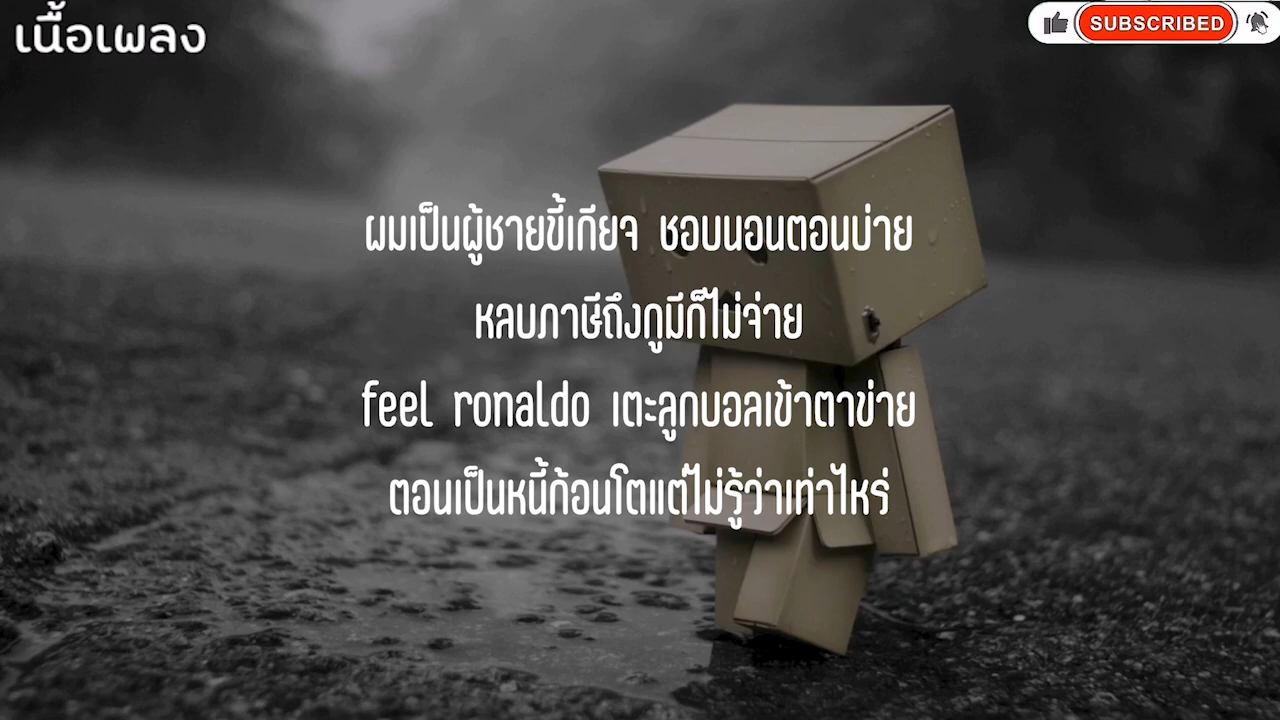 เนื้อเพลง
SUBSCRIBED
ผมเป็นผู้ชายขี้เกียจ ชอบนอนตอนบ่าย
หลบภาษีถึงกูมีก็ไม่จ่าย
feel ronaldo เตะลูกบอลเข้าตาข่าย
ตอนเป็นหนี้ก้อนโตแต่ไม่รู้ว่าเท่าไหร่